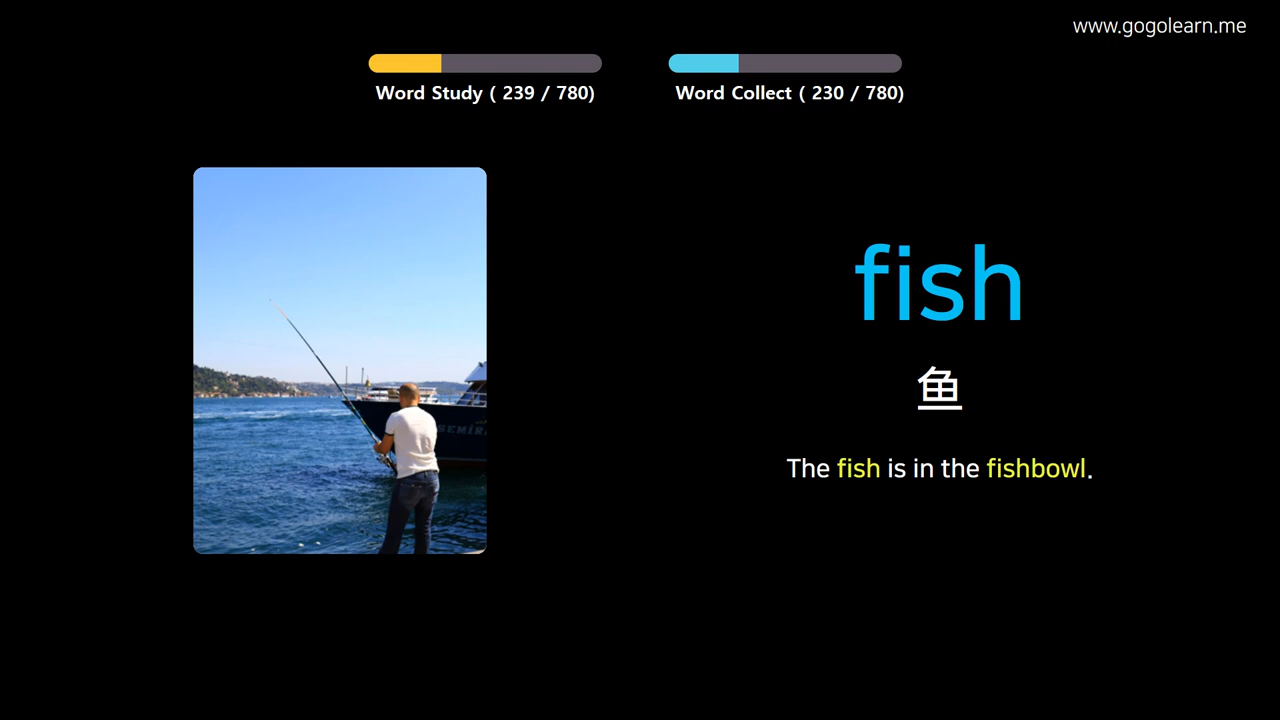 www.gogolearn.me
Word Study ( 239 / 780)
Word Collect ( 230 / 780)
fish
鱼
The fish is in the fishbowl.